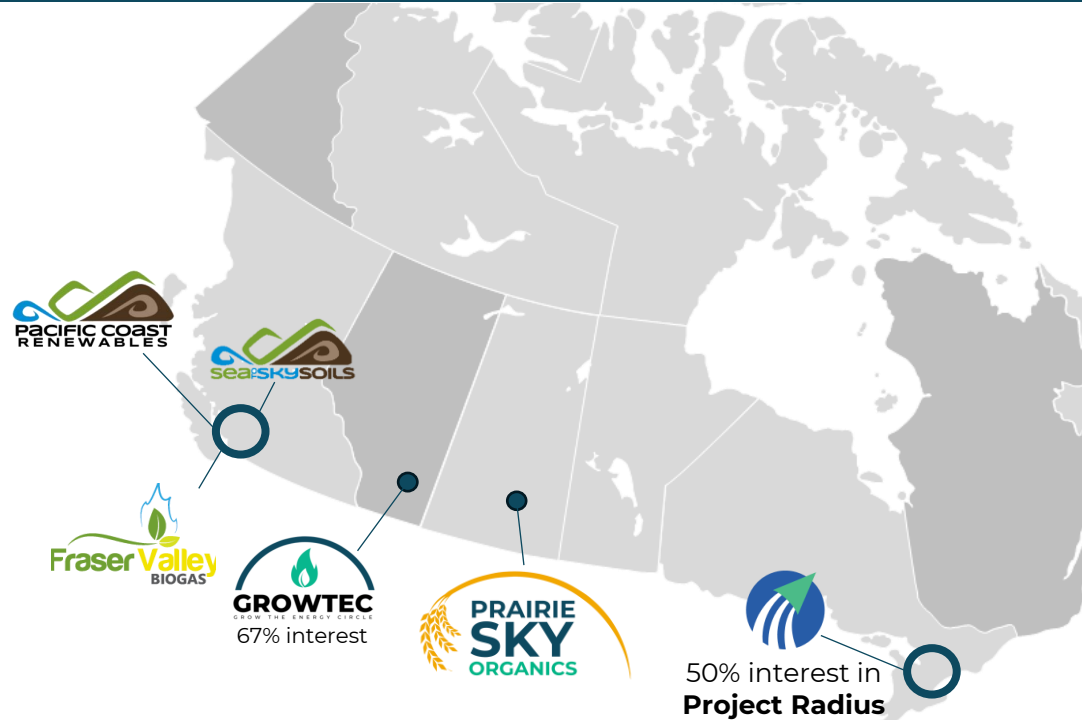 PACIFIC COAST
RENEWABLES
SEA TO SKY SOILS
Fraser Valley
BIOGAS
GROWTEC
GROW THE ENERGY CIRCLE
67% interest
PRAIRIE
SKY
ORGANICS
50% interest in
Project Radius